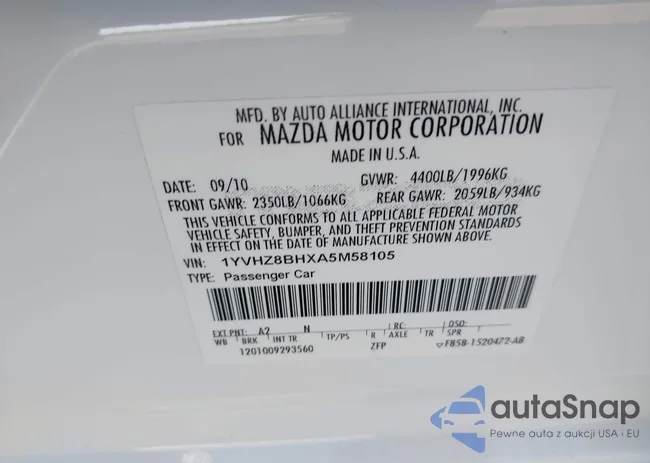 MFD. BY AUTO ALLIANCE INTERNATIONAL, INC.
FOR MAZDA MOTOR CORPORATION
MADE IN U.S.A.
DATE: 09/10 GVWR: 4400LB/1996KG
FRONT GAWR: 2350LB/1066KG REAR GAWR: 2059LB/934KG
THIS VEHICLE CONFORMS TO ALL APPLICABLE FEDERAL MOTOR
VEHICLE SAFETY, BUMPER, AND THEFT PREVENTION STANDARDS
IN EFFECT ON THE DATE OF MANUFACTURE SHOWN ABOVE.
VIN: 1YVHZ8BHXA5M58105
TYPE: Passenger Car
EXT PNT: A2 N RC: DSO:
WB BRK INT TR TP/PS R AXLE TR SPR
1201009293560 ZFP F85B-1520472-AB
autoSnap
Pewne auta z aukcji USA i EU